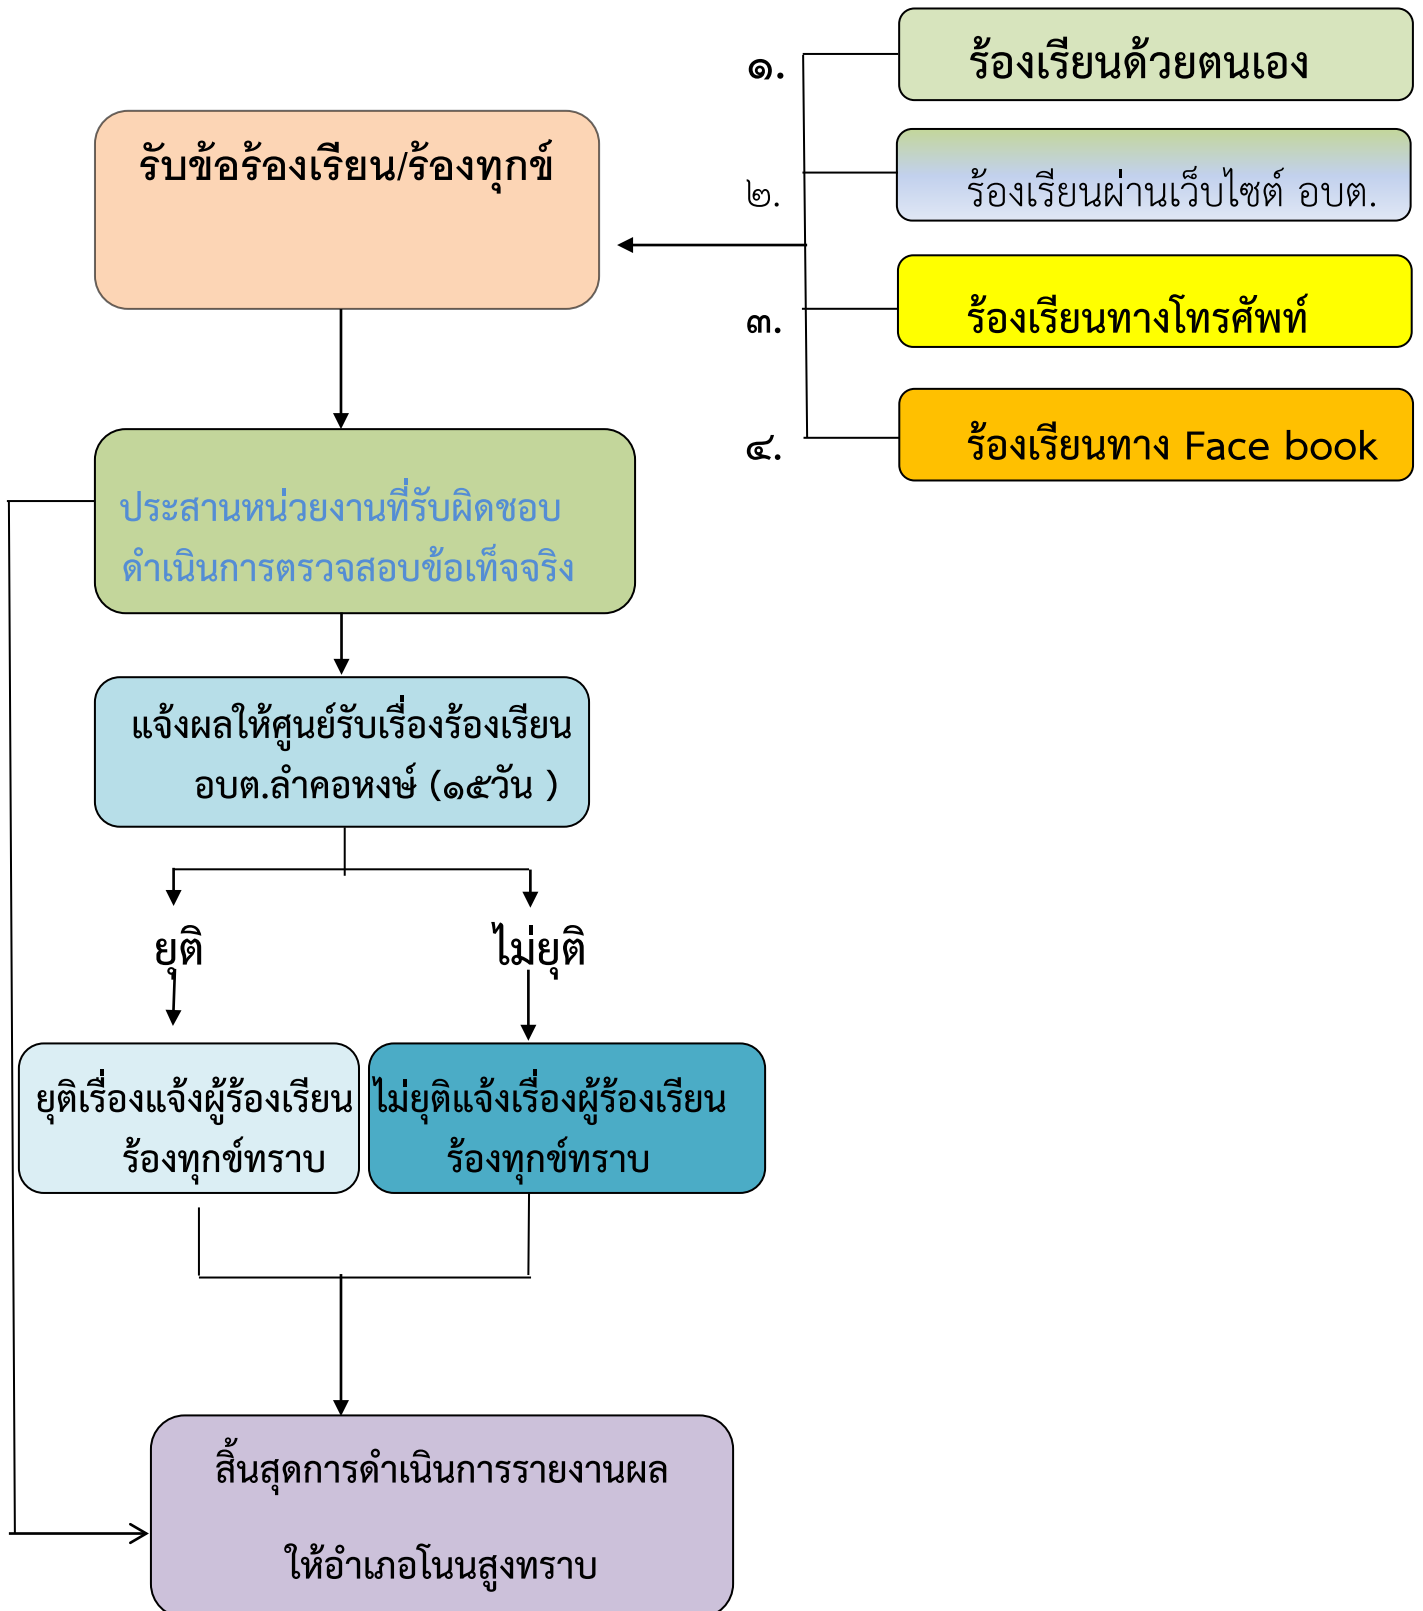 ๑. ร้องเรียนด้วยตนเอง
รับข้อร้องเรียน/ร้องทุกข์
๒. ร้องเรียนผ่านเว็บไซต์ อบต.
๓. ร้องเรียนทางโทรศัพท์
๔. ร้องเรียนทาง Face book
ประสานหน่วยงานที่รับผิดชอบ
ดำเนินการตรวจสอบข้อเท็จจริง
แจ้งผลให้ศูนย์รับเรื่องร้องเรียน
อบต.ลำคอหงษ์ (๑๕วัน )
ยุติ ไม่ยุติ
ยุติเรื่องแจ้งผู้ร้องเรียน
ร้องทุกข์ทราบ
ไม่ยุติแจ้งเรื่องผู้ร้องเรียน
ร้องทุกข์ทราบ
สิ้นสุดการดำเนินการรายงานผล
ให้อำเภอโนนสูงทราบ